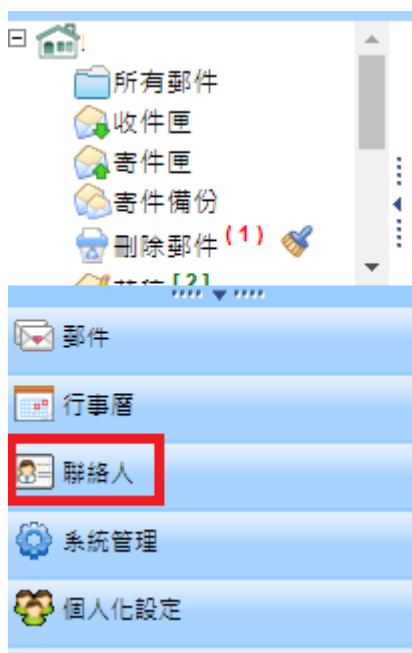 所有郵件
收件匣
寄件匣
寄件備份
刪除郵件(1)
[2]
郵件
行事曆
聯絡人
系統管理
個人化設定